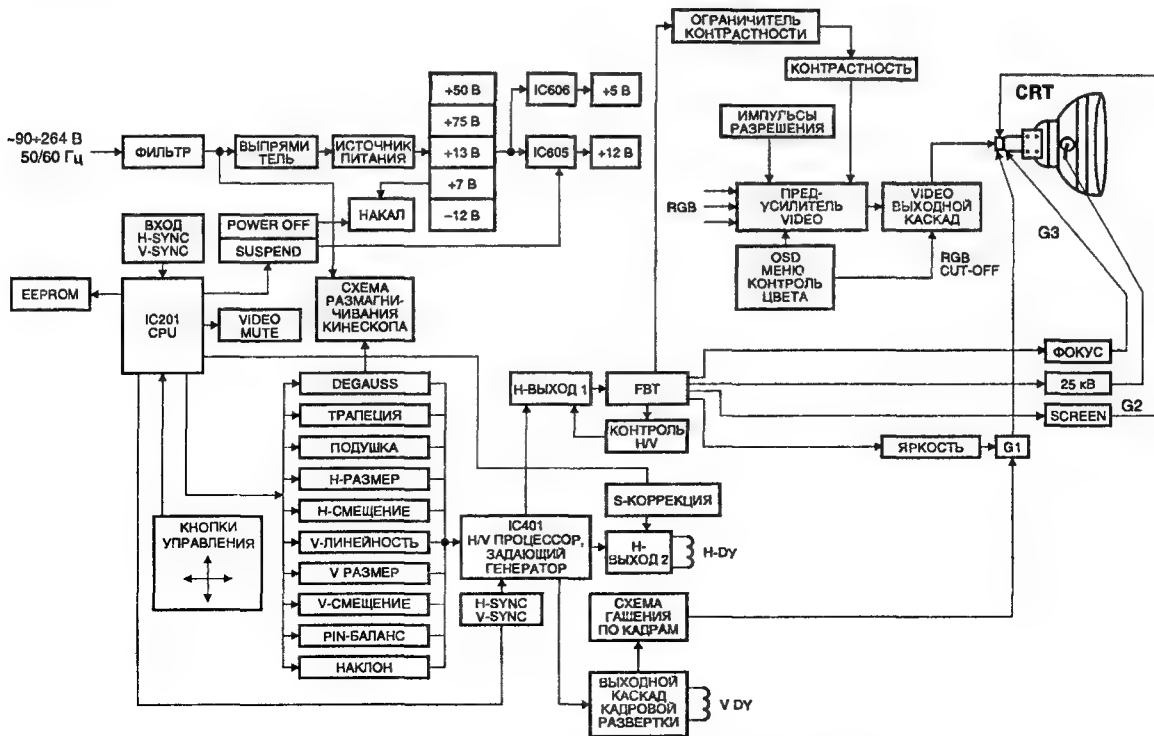 ОГРАНИЧИТЕЛЬ
КОНТРАСТНОСТИ
КОНТРАСТНОСТЬ
CRT
+50 В
+75 В
+13 В
+7 В
–12 В
IC606
+5 В
IC605
+12 В
~90÷264 В
50/60 Гц
ФИЛЬТР
ВЫПРЯМИ
ТЕЛЬ
ИСТОЧНИК
ПИТАНИЯ
НАКАЛ
ИМПУЛЬСЫ
РАЗРЕШЕНИЯ
RGB
ПРЕД-
УСИЛИТЕЛЬ
VIDEO
VIDEO
ВЫХОДНОЙ
КАСКАД
OSD
МЕНЮ
КОНТРОЛЬ
ЦВЕТА
RGB
CUT-OFF
G3
ВХОД
H-SYNC
V-SYNC
POWER OFF
SUSPEND
EEPROM
IC201
CPU
VIDEO
MUTE
СХЕМА
РАЗМАГНИ-
ЧИВАНИЯ
КИНЕСКОПА
DEGAUSS
ТРАПЕЦИЯ
ПОДУШКА
Н-РАЗМЕР
Н-СМЕЩЕНИЕ
V-ЛИНЕЙНОСТЬ
V РАЗМЕР
V-СМЕЩЕНИЕ
PIN-БАЛАНС
НАКЛОН
КНОПКИ
УПРАВЛЕНИЯ
Н-ВЫХОД 1
FBT
КОНТРОЛЬ
H/V
ФОКУС
25 кВ
SCREEN
G2
ЯРКОСТЬ
G1
S-КОРРЕКЦИЯ
IC401
H/V ПРОЦЕССОР,
ЗАДАЮЩИЙ
ГЕНЕРАТОР
Н-
ВЫХОД 2
H-DY
H-SYNC
V-SYNC
СХЕМА
ГАШЕНИЯ
ПО КАДРАМ
ВЫХОДНОЙ
КАСКАД
КАДРОВОЙ
РАЗВЕРТКИ
V DY